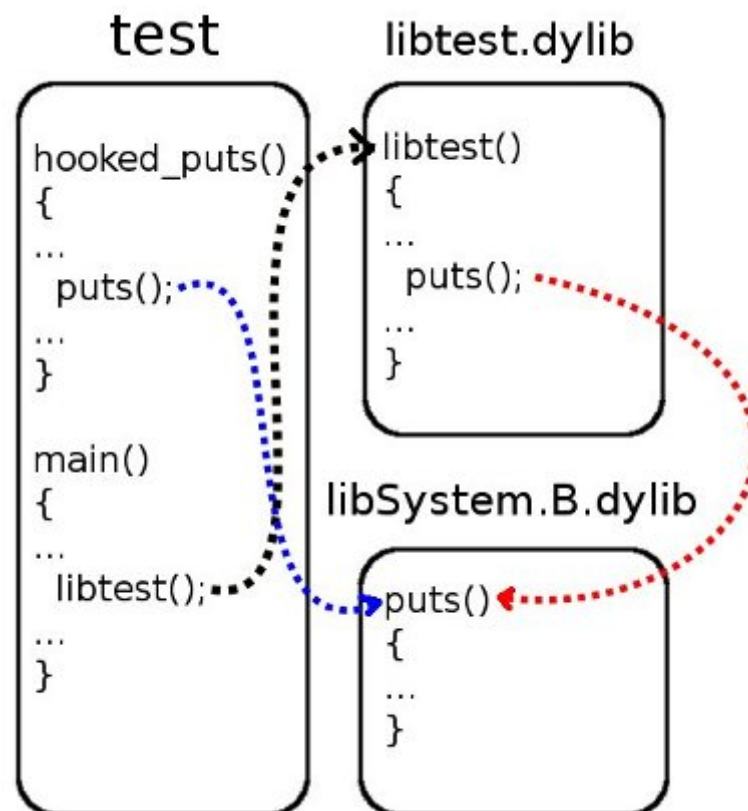 test
hooked_puts()
{
...
puts();
...
}
main()
{
...
libtest();
...
}
libtest.dylib
libtest()
{
...
puts();
...
}
libSystem.B.dylib
puts()
{
...
}